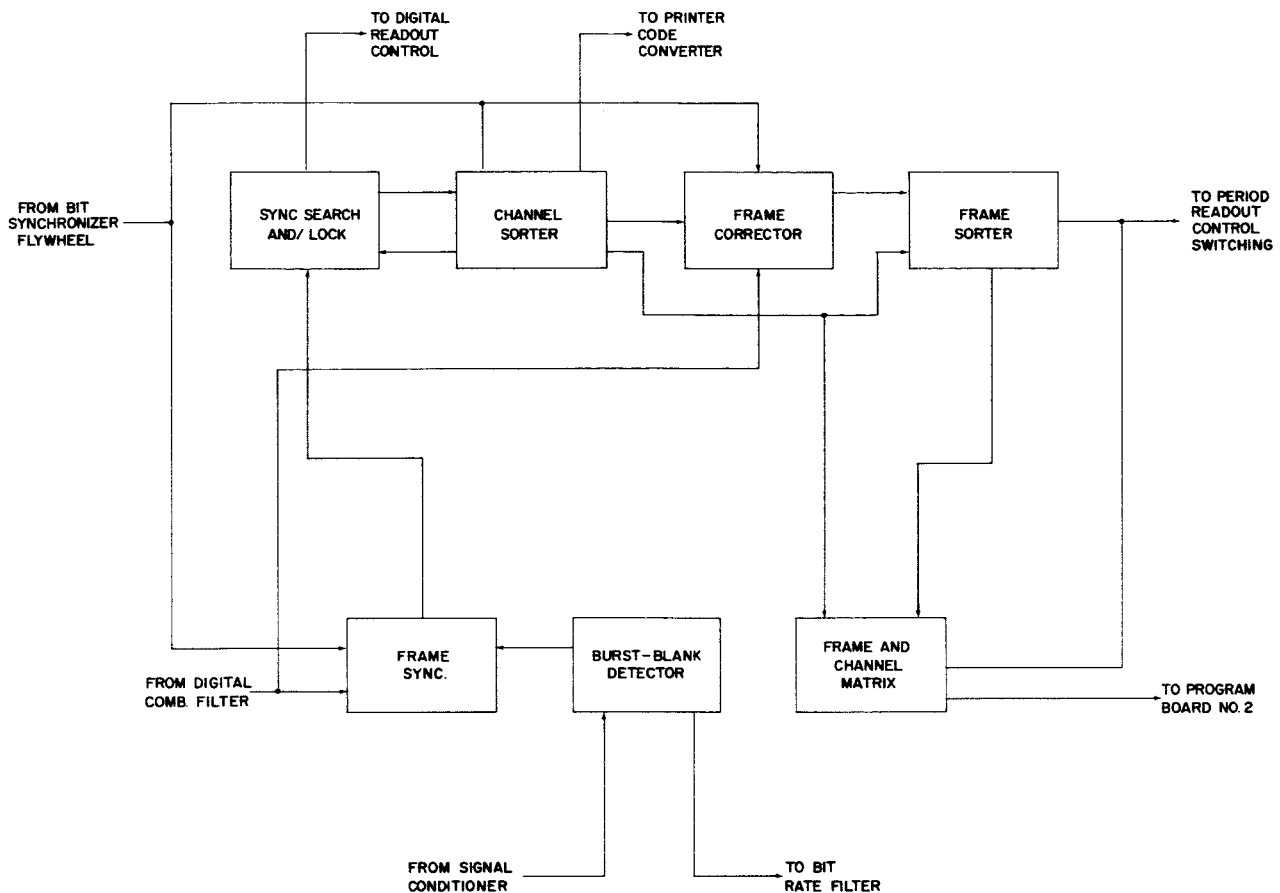 TO DIGITAL
READOUT
CONTROL
TO PRINTER
CODE
CONVERTER
FROM BIT
SYNCHRONIZER
FLYWHEEL
SYNC SEARCH
AND/ LOCK
CHANNEL
SORTER
FRAME
CORRECTOR
FRAME
SORTER
TO PERIOD
READOUT
CONTROL
SWITCHING
FRAME
SYNC.
BURST-BLANK
DETECTOR
FRAME AND
CHANNEL
MATRIX
FROM DIGITAL
COMB. FILTER
TO PROGRAM
BOARD NO. 2
FROM SIGNAL
CONDITIONER
TO BIT
RATE FILTER